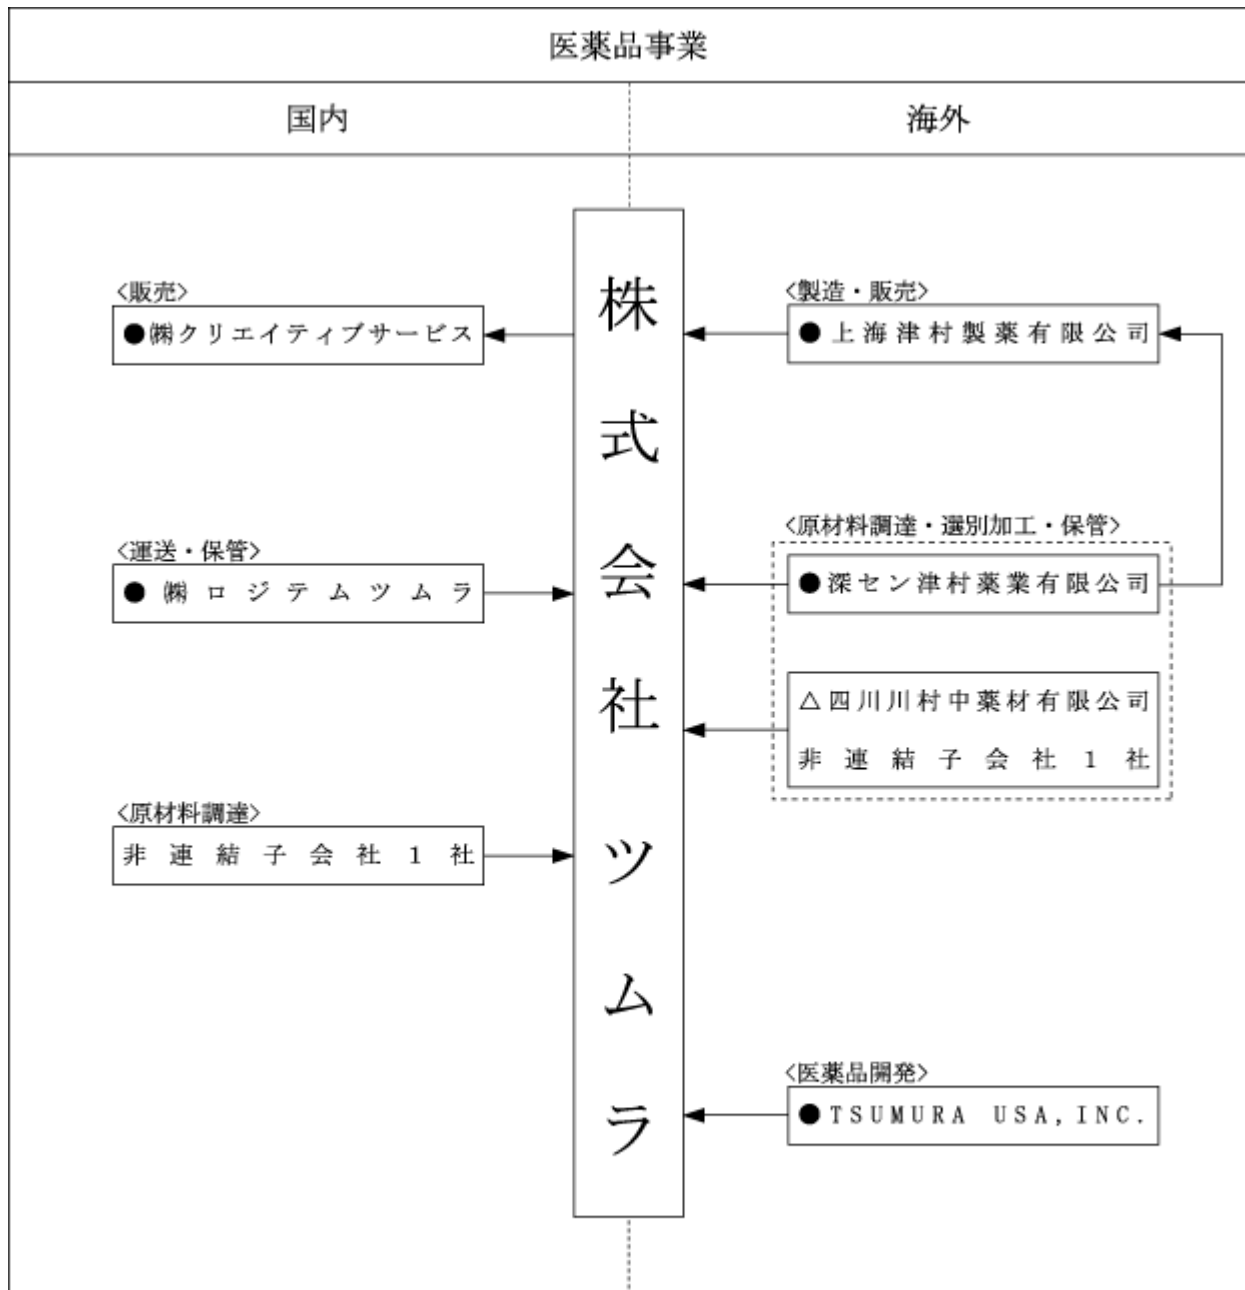 医薬品事業
国内
海外
<販売>
●㈱クリエイティブサービス
<運送・保管>
●㈱ロジテムツムラ
<原材料調達>
非連結子会社1社
株式会社ツムラ
<製造・販売>
●上海津村製薬有限公司
<原材料調達・選別加工・保管>
●深セン津村薬業有限公司
△四川川村中薬材有限公司
非連結子会社1社
<医薬品開発>
●TSUMURA USA,INC.